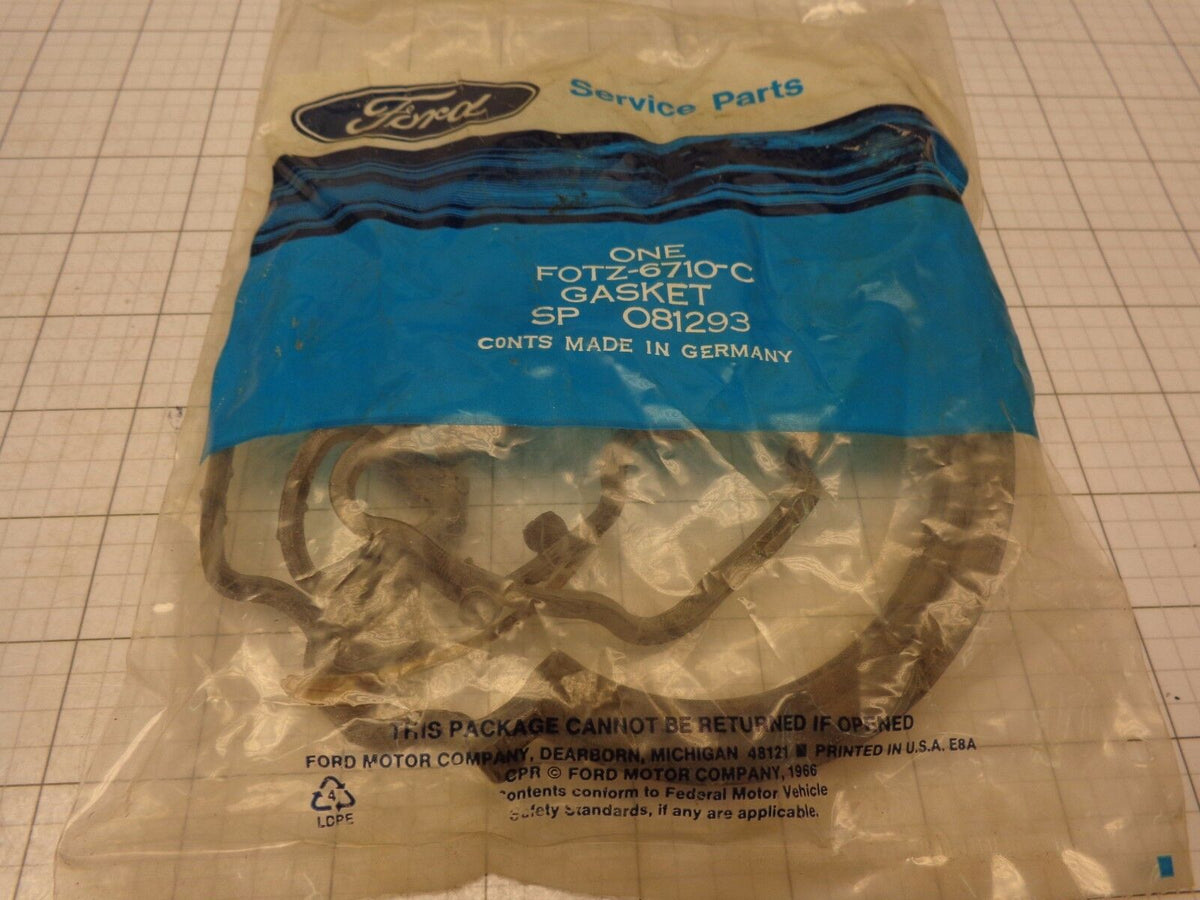 Ford
Service Parts
ONE
FOTZ-6710-C
GASKET
SP 081293
CONTS MADE IN GERMANY
THIS PACKAGE CANNOT BE RETURNED IF OPENED
FORD MOTOR COMPANY, DEARBORN, MICHIGAN 48121 ■ PRINTED IN U.S.A. E8A
CPR © FORD MOTOR COMPANY, 1966
Contents conform to Federal Motor Vehicle
Safety Standards, if any are applicable.
4
LDPE